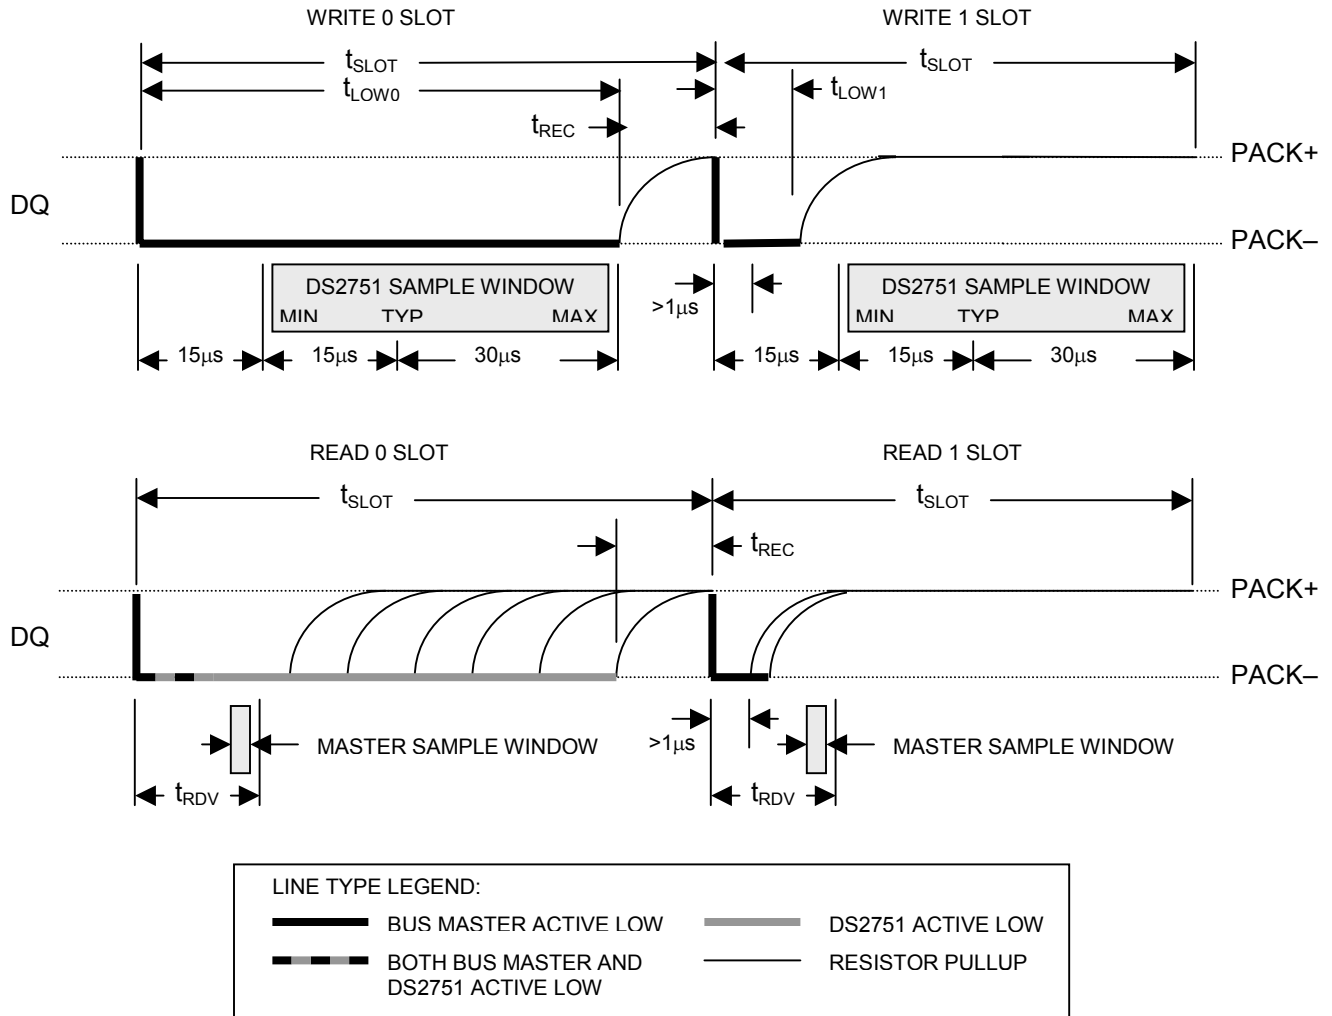 WRITE 0 SLOT WRITE 1 SLOT
tSLOT tSLOT
tLOW0 tLOW1
tREC
PACK+
DQ
PACK–
DS2751 SAMPLE WINDOW >1µs DS2751 SAMPLE WINDOW
MIN TYP MAX MIN TYP MAX
15µs 15µs 30µs 15µs 15µs 30µs
READ 0 SLOT READ 1 SLOT
tSLOT tSLOT
tREC
PACK+
DQ
PACK–
MASTER SAMPLE WINDOW >1µs MASTER SAMPLE WINDOW
tRDV tRDV
LINE TYPE LEGEND:
BUS MASTER ACTIVE LOW DS2751 ACTIVE LOW
BOTH BUS MASTER AND RESISTOR PULLUP
DS2751 ACTIVE LOW